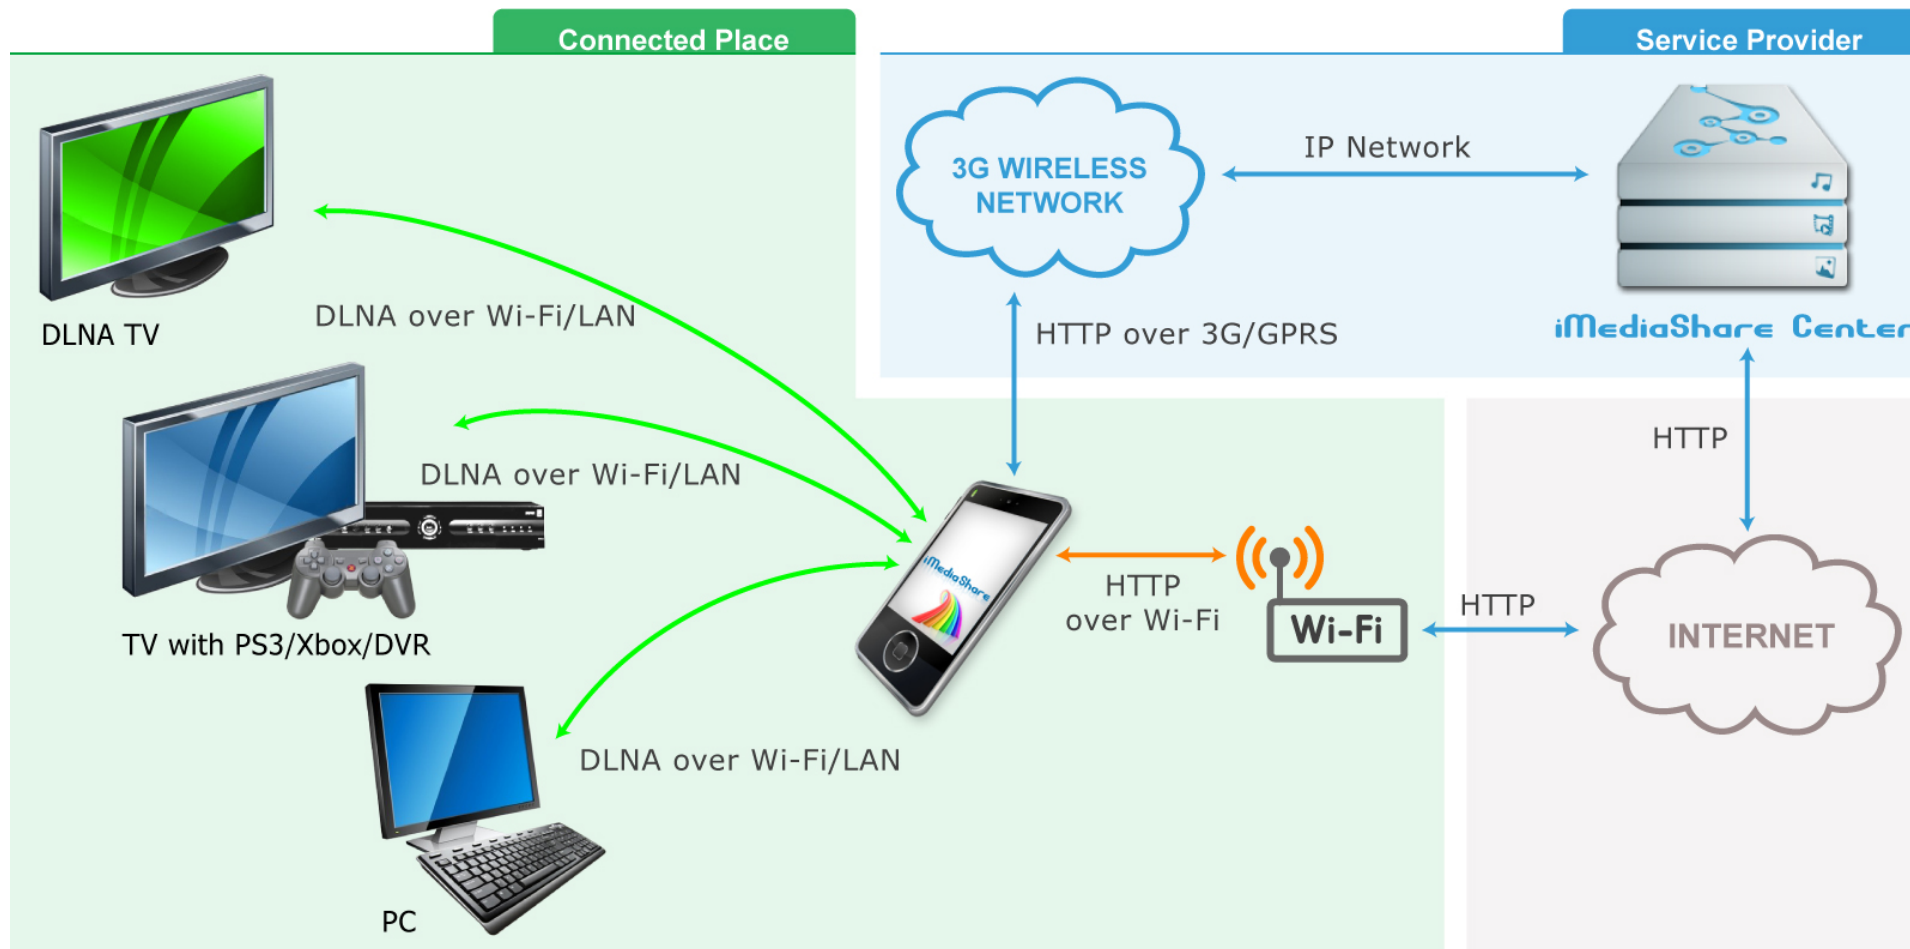 Connected Place
Service Provider
3G WIRELESS
NETWORK
IP Network
DLNA over Wi-Fi/LAN
DLNA TV
HTTP over 3G/GPRS
iMediaShare Center
HTTP
DLNA over Wi-Fi/LAN
TV with PS3/Xbox/DVR
iMediaShare
HTTP
over Wi-Fi
Wi-Fi
HTTP
INTERNET
DLNA over Wi-Fi/LAN
PC